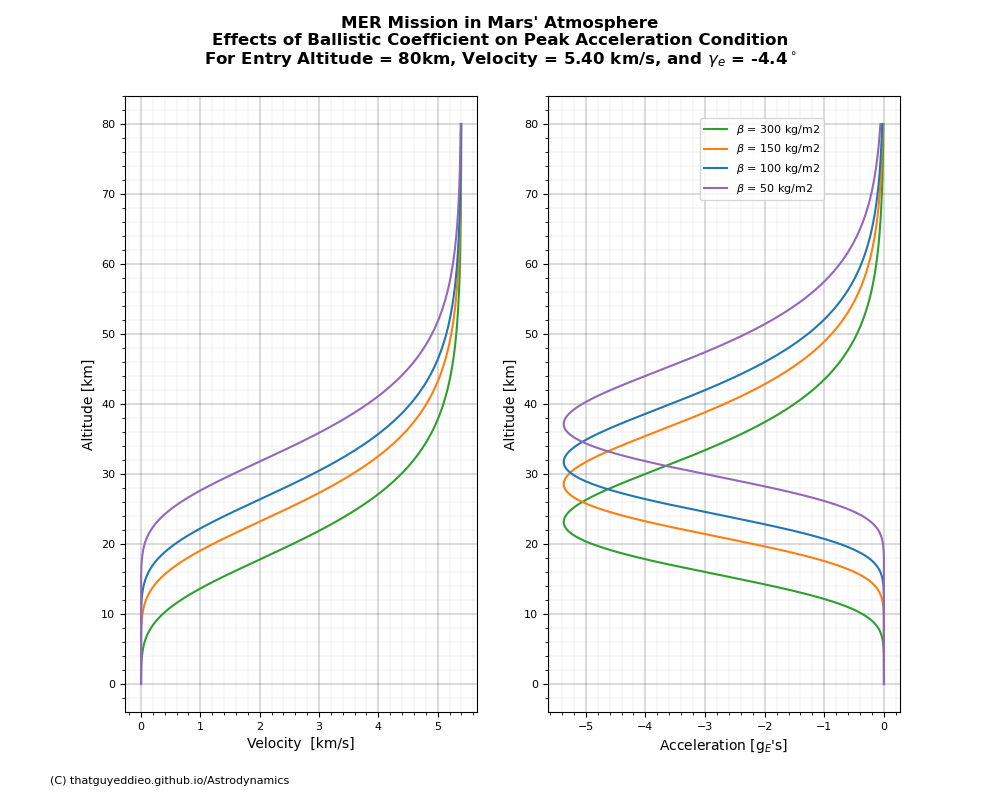 MER Mission in Mars' Atmosphere
Effects of Ballistic Coefficient on Peak Acceleration Condition
For Entry Altitude = 80km, Velocity = 5.40 km/s, and γₑ = -4.4°
Altitude [km]
80
70
60
50
40
30
20
10
0
0 1 2 3 4 5
Velocity [km/s]
Altitude [km]
80
70
60
50
40
30
20
10
0
β = 300 kg/m2
β = 150 kg/m2
β = 100 kg/m2
β = 50 kg/m2
−5 −4 −3 −2 −1 0
Acceleration [g_E's]
(C) thatguyeddieo.github.io/Astrodynamics